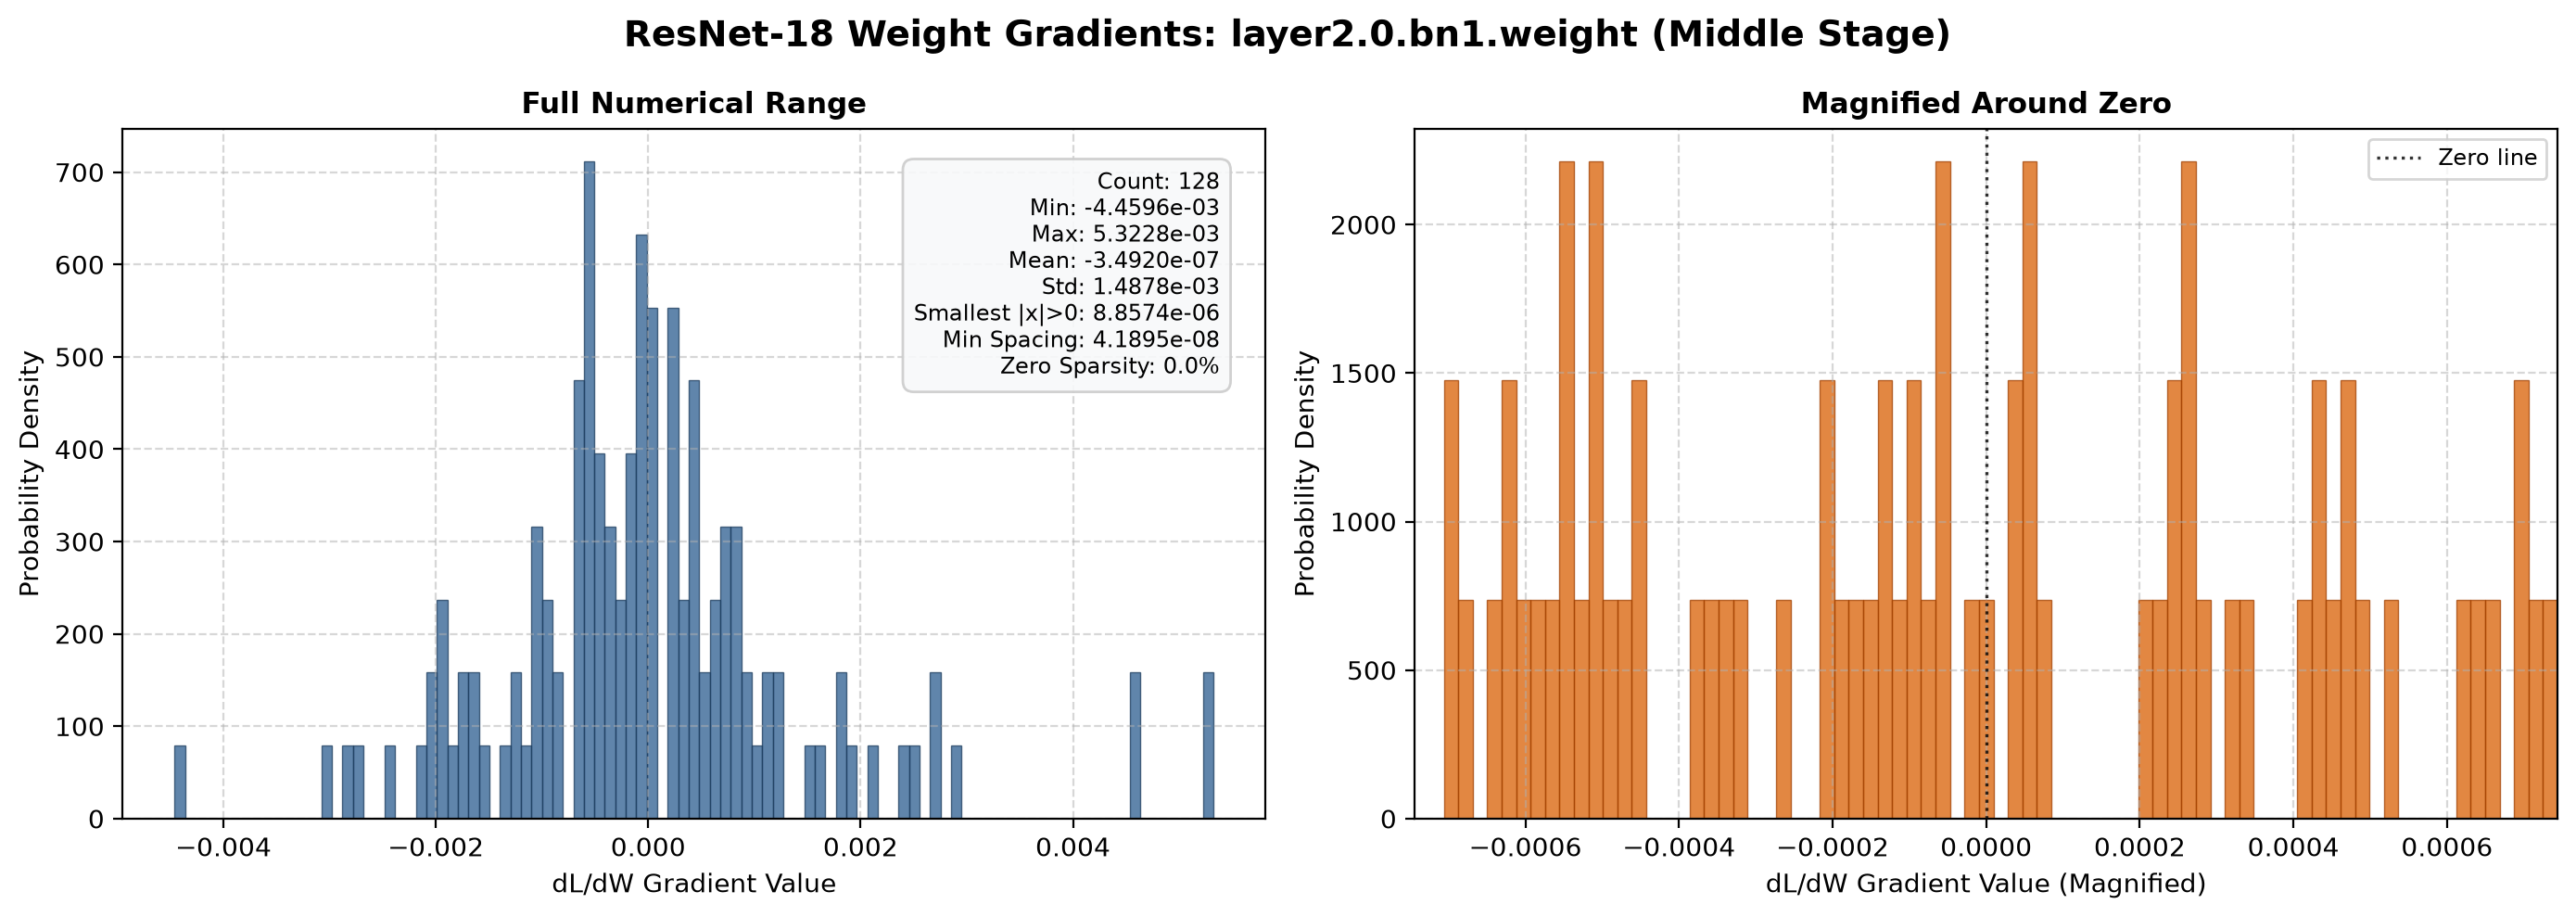 ResNet-18 Weight Gradients: layer2.0.bn1.weight (Middle Stage)
Full Numerical Range
Probability Density
700
600
500
400
300
200
100
0
Count: 128
Min: -4.4596e-03
Max: 5.3228e-03
Mean: -3.4920e-07
Std: 1.4878e-03
Smallest |x|>0: 8.8574e-06
Min Spacing: 4.1895e-08
Zero Sparsity: 0.0%
−0.004 −0.002 0.000 0.002 0.004
dL/dW Gradient Value
Magnified Around Zero
Probability Density
2000
1500
1000
500
0
Zero line
−0.0006 −0.0004 −0.0002 0.0000 0.0002 0.0004 0.0006
dL/dW Gradient Value (Magnified)